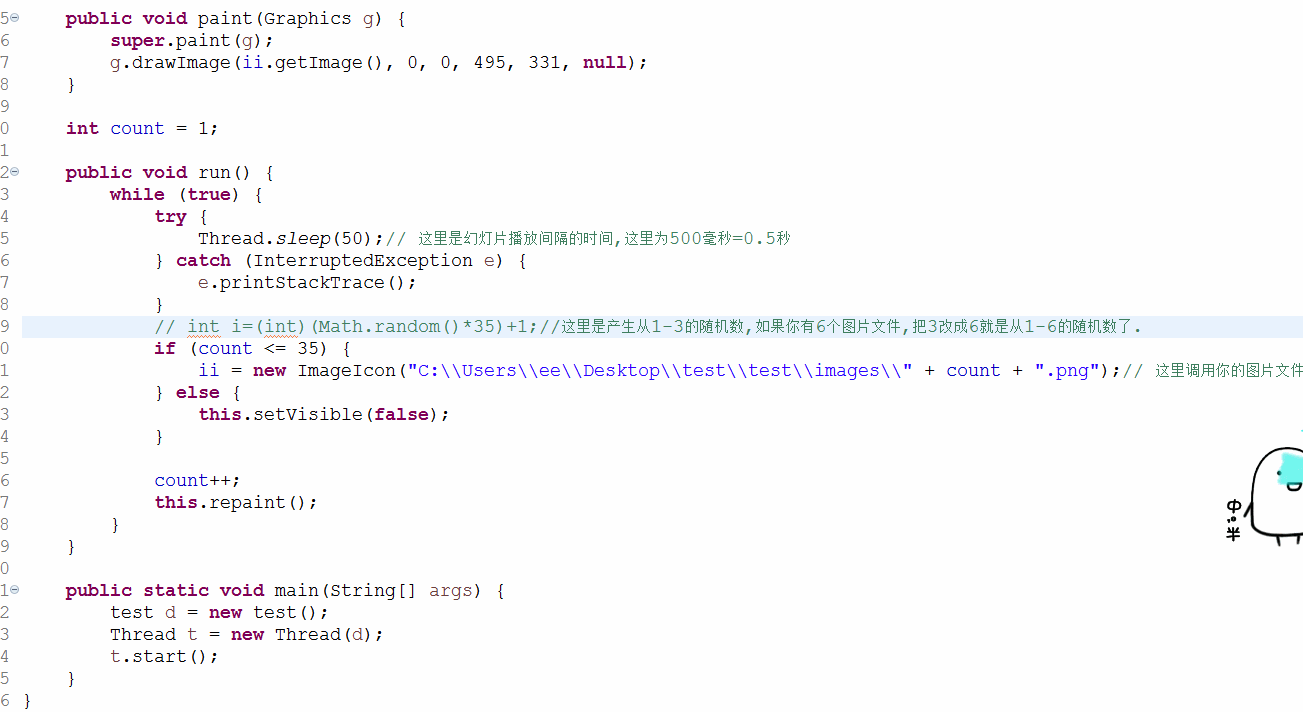 5 public void paint(Graphics g) {
6 super.paint(g);
7 g.drawImage(ii.getImage(), 0, 0, 495, 331, null);
8 }
9
0 int count = 1;
1
2 public void run() {
3 while (true) {
4 try {
5 Thread.sleep(50);// 这里是幻灯片播放间隔的时间,这里为500毫秒=0.5秒
6 } catch (InterruptedException e) {
7 e.printStackTrace();
8 }
9 // int i=(int)(Math.random()*35)+1;//这里是产生从1-3的随机数,如果你有6个图片文件,把3改成6就是从1-6的随机数了.
0 if (count <= 35) {
1 ii = new ImageIcon("C:\\Users\\ee\\Desktop\\test\\test\\images\\" + count + ".png");// 这里调用你的图片文件
2 } else {
3 this.setVisible(false);
4 }
5
6 count++;
7 this.repaint();
8 }
9 }
0
1 public static void main(String[] args) {
2 test d = new test();
3 Thread t = new Thread(d);
4 t.start();
5 }
6 }
中
半